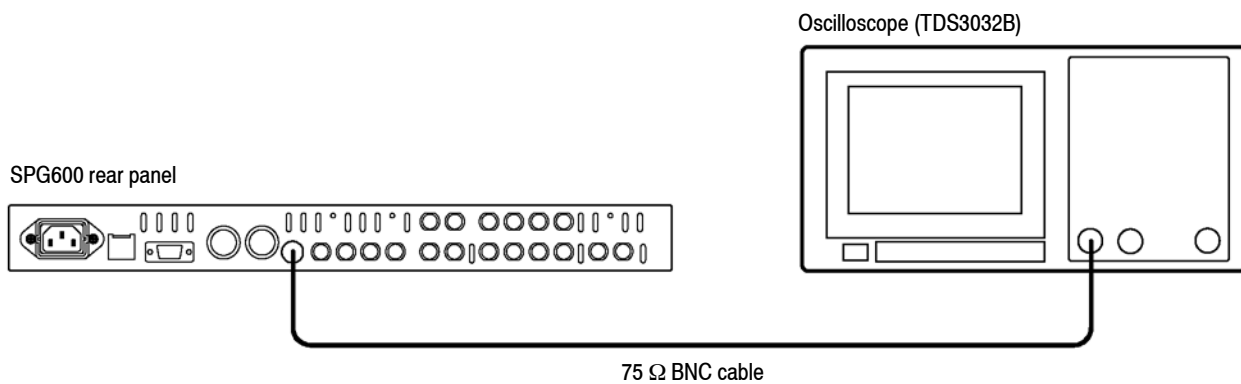 Oscilloscope (TDS3032B)
SPG600 rear panel
75 Ω BNC cable